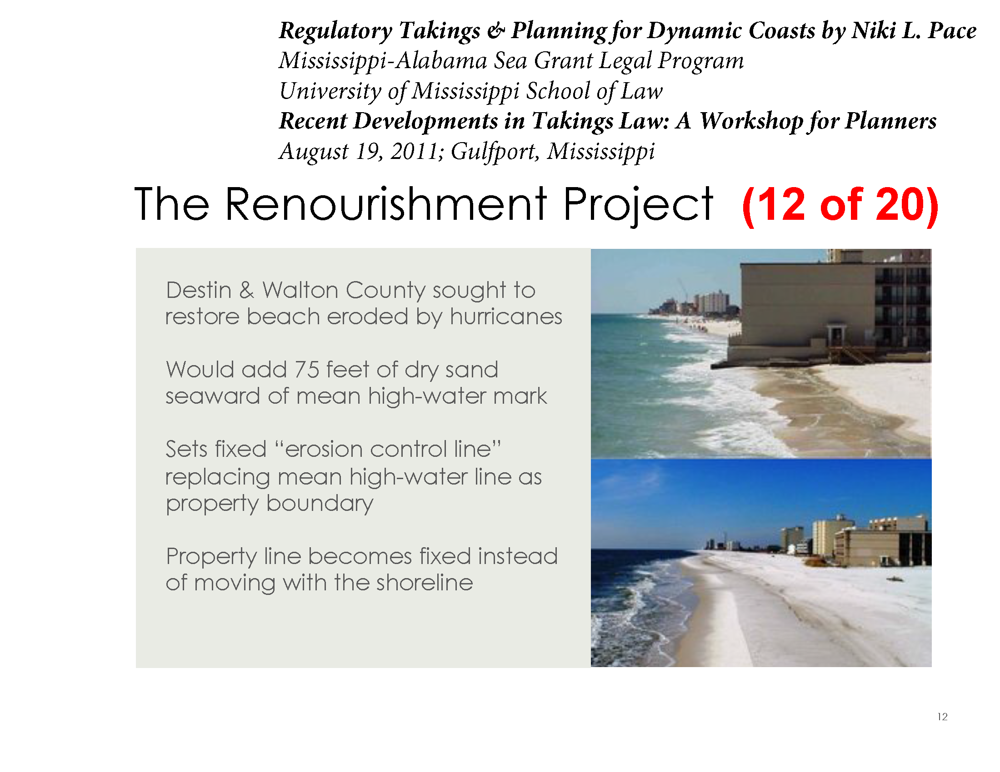 Regulatory Takings & Planning for Dynamic Coasts by Niki L. Pace
Mississippi-Alabama Sea Grant Legal Program
University of Mississippi School of Law
Recent Developments in Takings Law: A Workshop for Planners
August 19, 2011; Gulfport, Mississippi
The Renourishment Project (12 of 20)
Destin & Walton County sought to
restore beach eroded by hurricanes
Would add 75 feet of dry sand
seaward of mean high-water mark
Sets fixed “erosion control line”
replacing mean high-water line as
property boundary
Property line becomes fixed instead
of moving with the shoreline
12